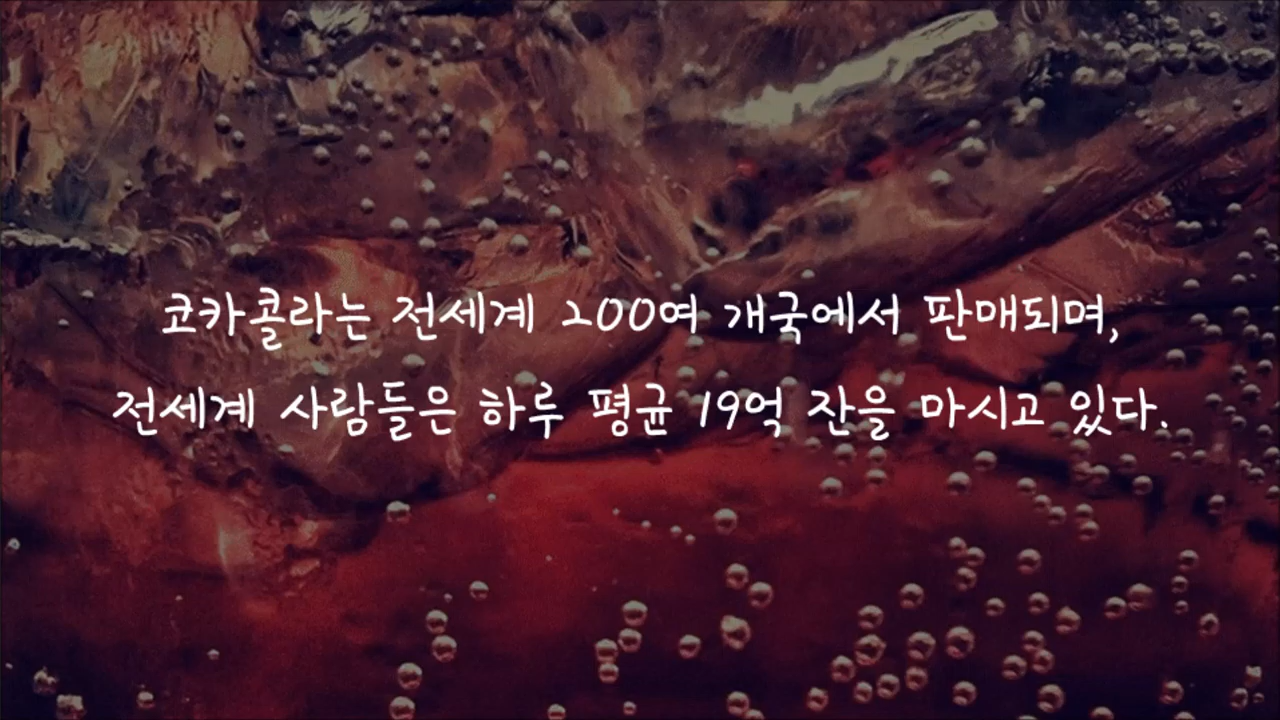 코카콜라는 전세계 200여 개국에서 판매되며,
전세계 사람들은 하루 평균 19억 잔을 마시고 있다.